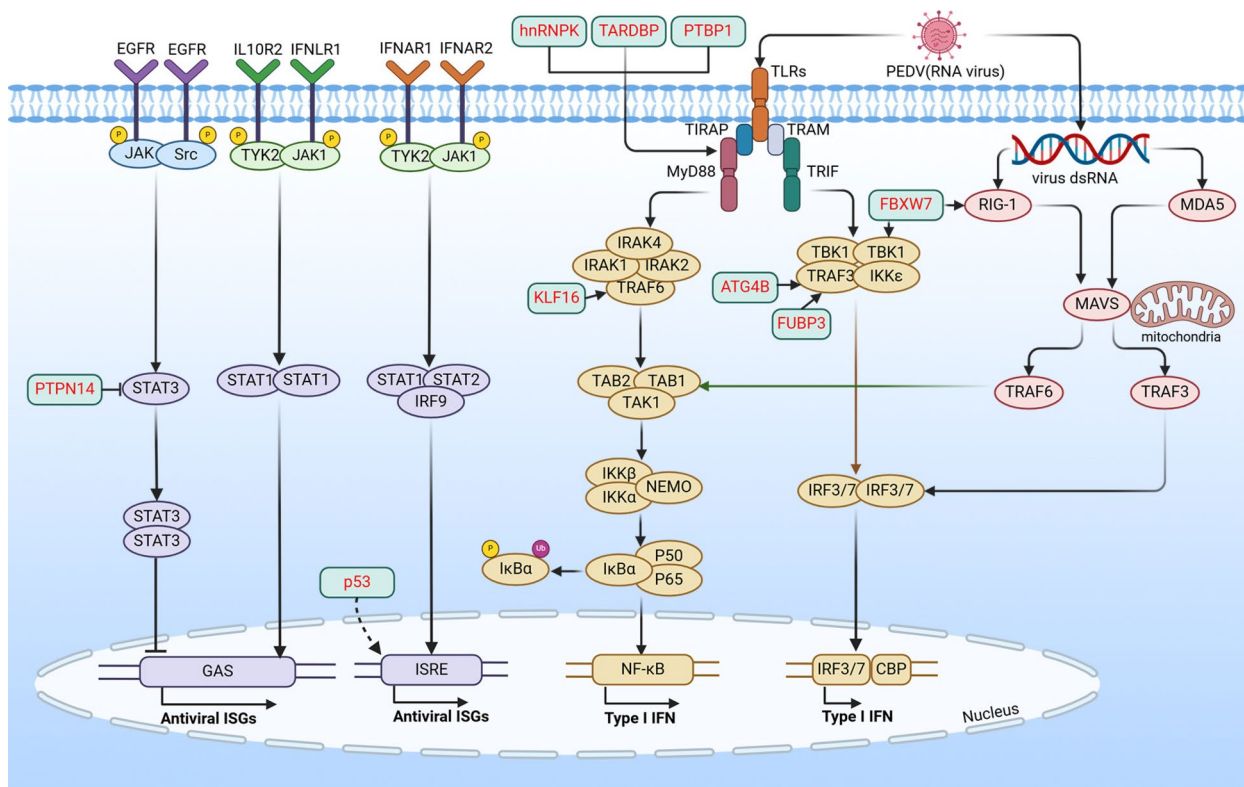 hnRNPK
TARDBP
PTBP1
EGFR
EGFR
IL10R2
IFNLR1
IFNAR1
IFNAR2
TLRs
PEDV(RNA virus)
P
P
P
P
P
P
JAK
Src
TYK2
JAK1
TYK2
JAK1
TIRAP
TRAM
MyD88
TRIF
virus dsRNA
FBXW7
RIG-1
MDA5
IRAK4
IRAK1
IRAK2
TRAF6
KLF16
TBK1
TBK1
TRAF3
IKKε
ATG4B
FUBP3
MAVS
mitochondria
PTPN14
STAT3
STAT1
STAT1
STAT1
STAT2
IRF9
TAB2
TAB1
TAK1
TRAF6
TRAF3
IKKβ
IKKα
NEMO
IRF3/7
IRF3/7
STAT3
STAT3
P
Ub
IκBα
IκBα
P50
P65
p53
GAS
ISRE
NF-κB
IRF3/7
CBP
Antiviral ISGs
Antiviral ISGs
Type I IFN
Type I IFN
Nucleus